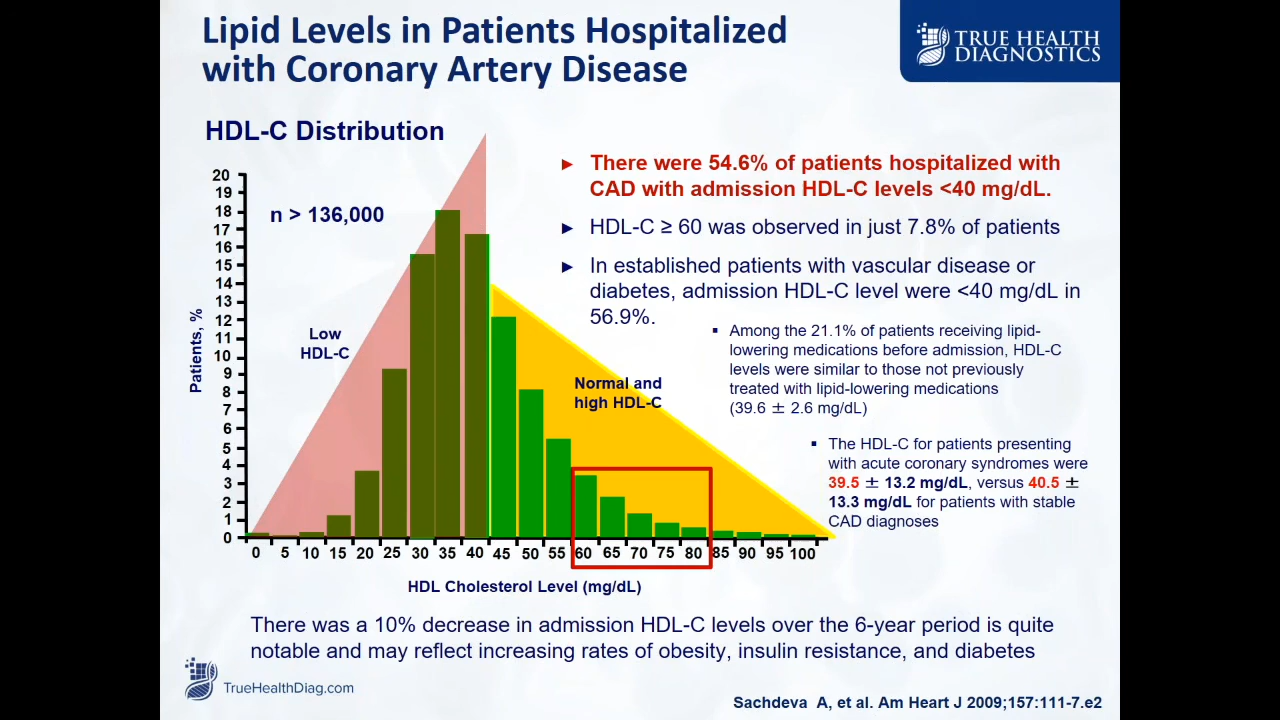 Lipid Levels in Patients Hospitalized
with Coronary Artery Disease
TRUE HEALTH
DIAGNOSTICS
HDL-C Distribution
n > 136,000
Patients, %
20
19
18
17
16
15
14
13
12
11
10
9
8
7
6
5
4
3
2
1
0
Low
HDL-C
Normal and
high HDL-C
0 5 10 15 20 25 30 35 40 45 50 55 60 65 70 75 80 85 90 95 100
HDL Cholesterol Level (mg/dL)
► There were 54.6% of patients hospitalized with
CAD with admission HDL-C levels <40 mg/dL.
► HDL-C ≥ 60 was observed in just 7.8% of patients
► In established patients with vascular disease or
diabetes, admission HDL-C level were <40 mg/dL in
56.9%.
▪ Among the 21.1% of patients receiving lipid-
lowering medications before admission, HDL-C
levels were similar to those not previously
treated with lipid-lowering medications
(39.6 ± 2.6 mg/dL)
▪ The HDL-C for patients presenting
with acute coronary syndromes were
39.5 ± 13.2 mg/dL, versus 40.5 ±
13.3 mg/dL for patients with stable
CAD diagnoses
There was a 10% decrease in admission HDL-C levels over the 6-year period is quite
notable and may reflect increasing rates of obesity, insulin resistance, and diabetes
TrueHealthDiag.com
Sachdeva A, et al. Am Heart J 2009;157:111-7.e2